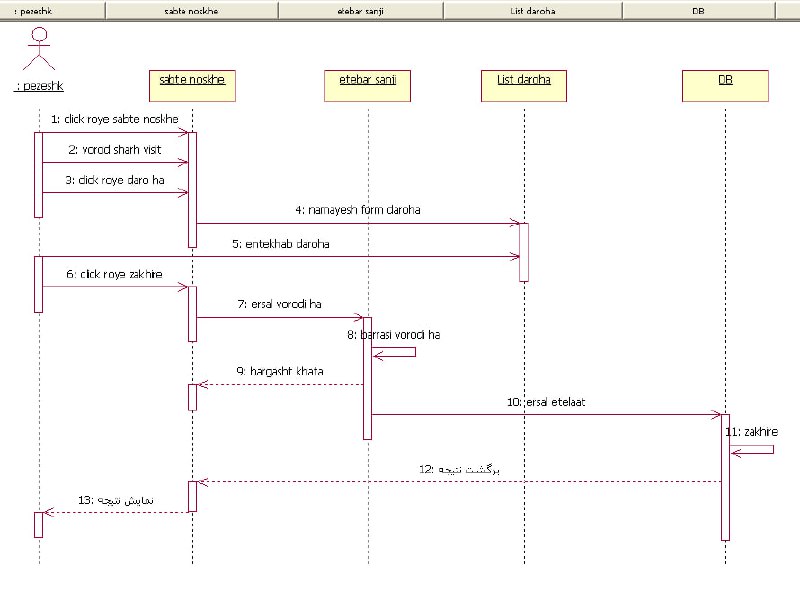 : pezeshk
sabte noskhe
etebar sanji
List daroha
DB
: pezeshk
sabte noskhe
etebar sanji
List daroha
DB
1: click roye sabte noskhe
2: vorod sharh visit
3: click roye daro ha
4: namayesh form daroha
5: entekhab daroha
6: click roye zakhire
7: ersal vorodi ha
8: barrasi vorodi ha
9: hargasht khata
10: ersal etelaat
11: zakhire
12: برگشت نتیجه
13: نمایش نتیجه